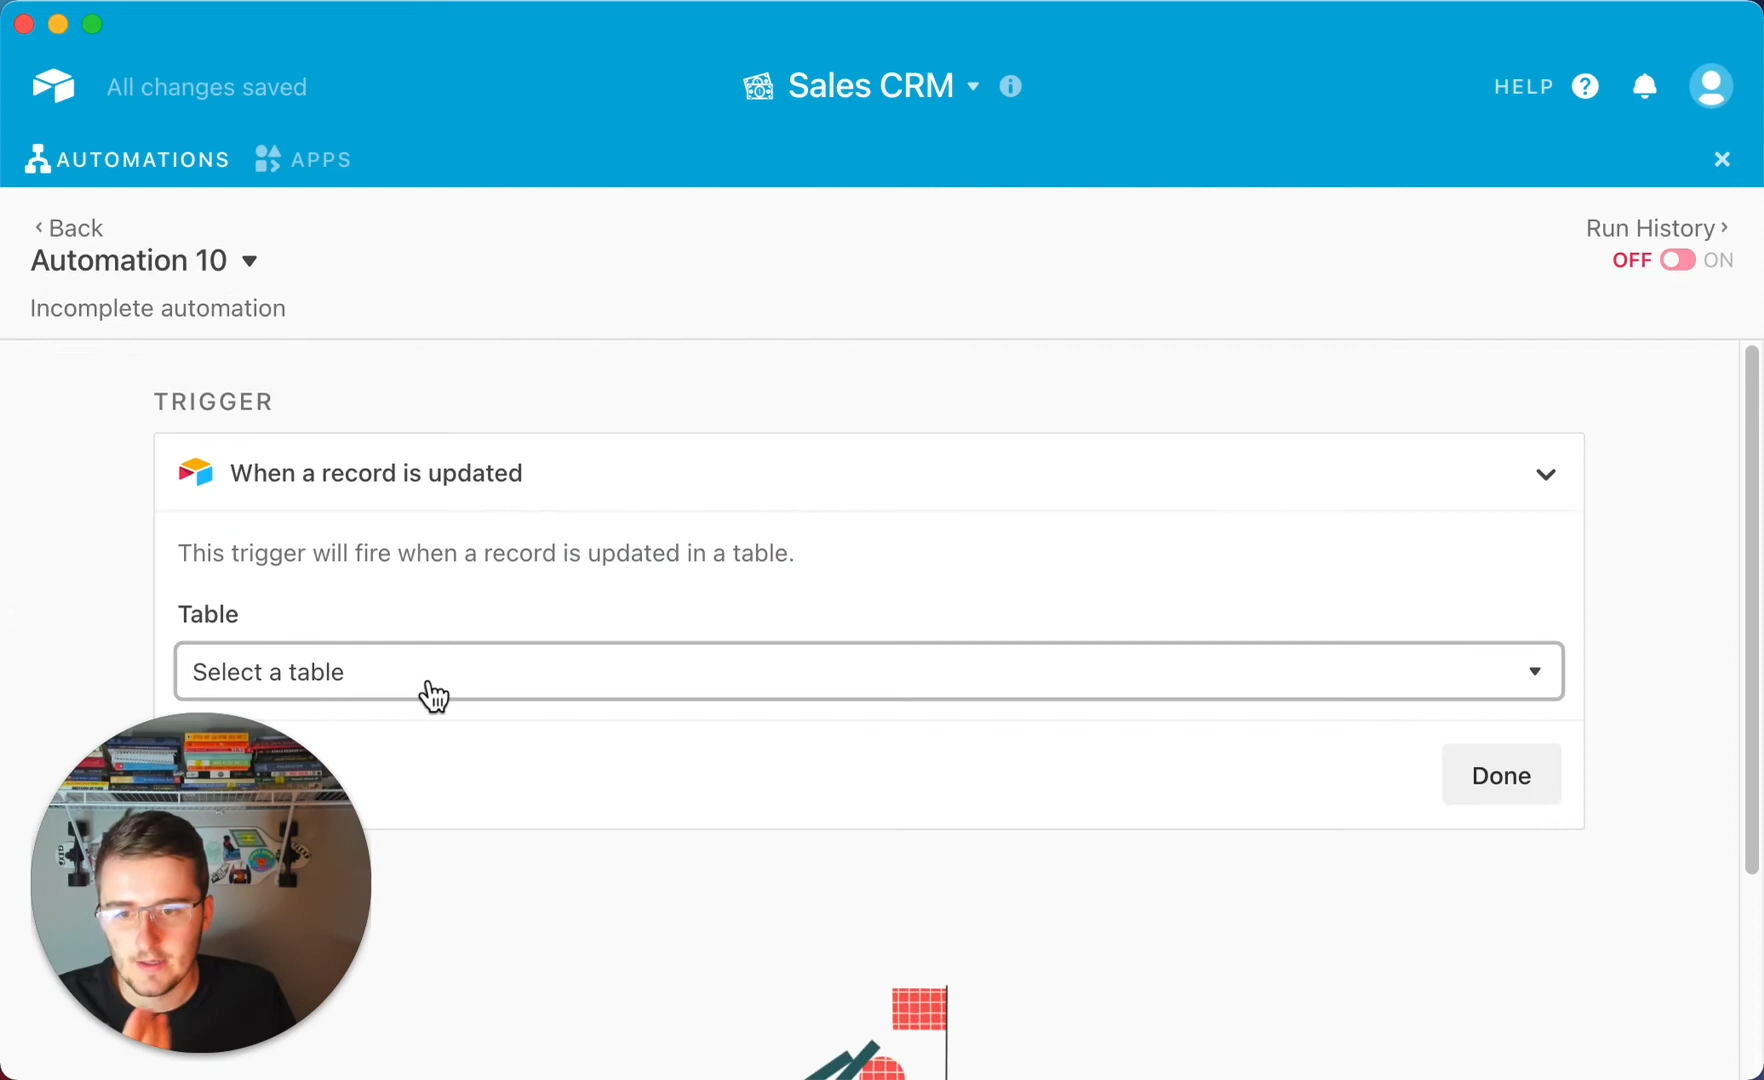 All changes saved
Sales CRM
HELP
AUTOMATIONS
APPS
Back
Automation 10
Incomplete automation
Run History
OFF ON
TRIGGER
When a record is updated
This trigger will fire when a record is updated in a table.
Table
Select a table
Done